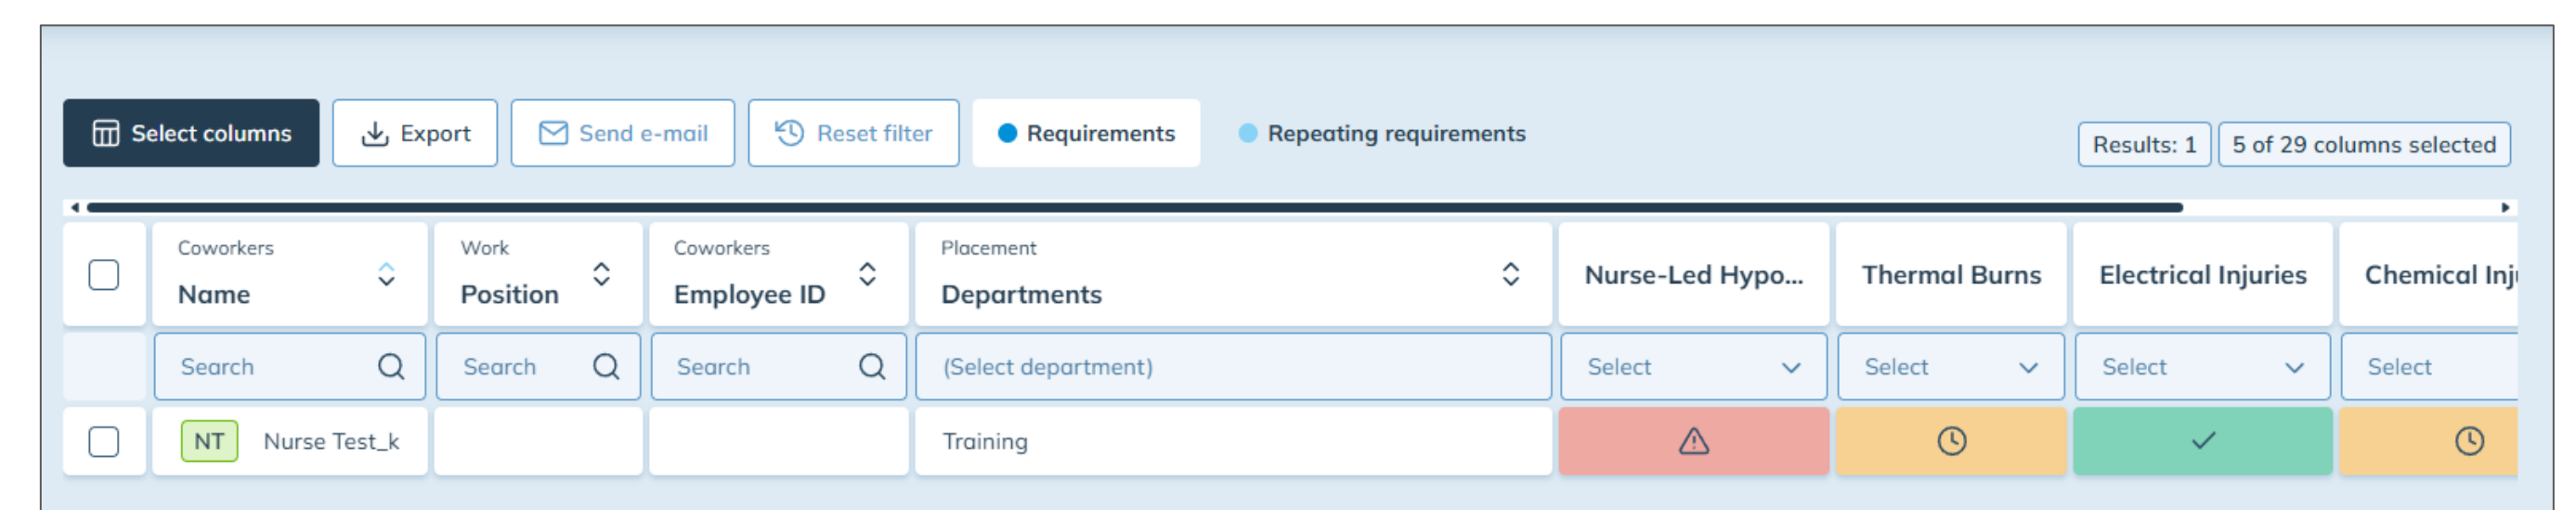 Select columns
Export
Send e-mail
Reset filter
Requirements
Repeating requirements
Results: 1
5 of 29 columns selected
Coworkers
Name
Work
Position
Coworkers
Employee ID
Placement
Departments
Nurse-Led Hypo...
Thermal Burns
Electrical Injuries
Chemical Inj
Search
Search
Search
(Select department)
Select
Select
Select
Select
NT
Nurse Test_k
Training